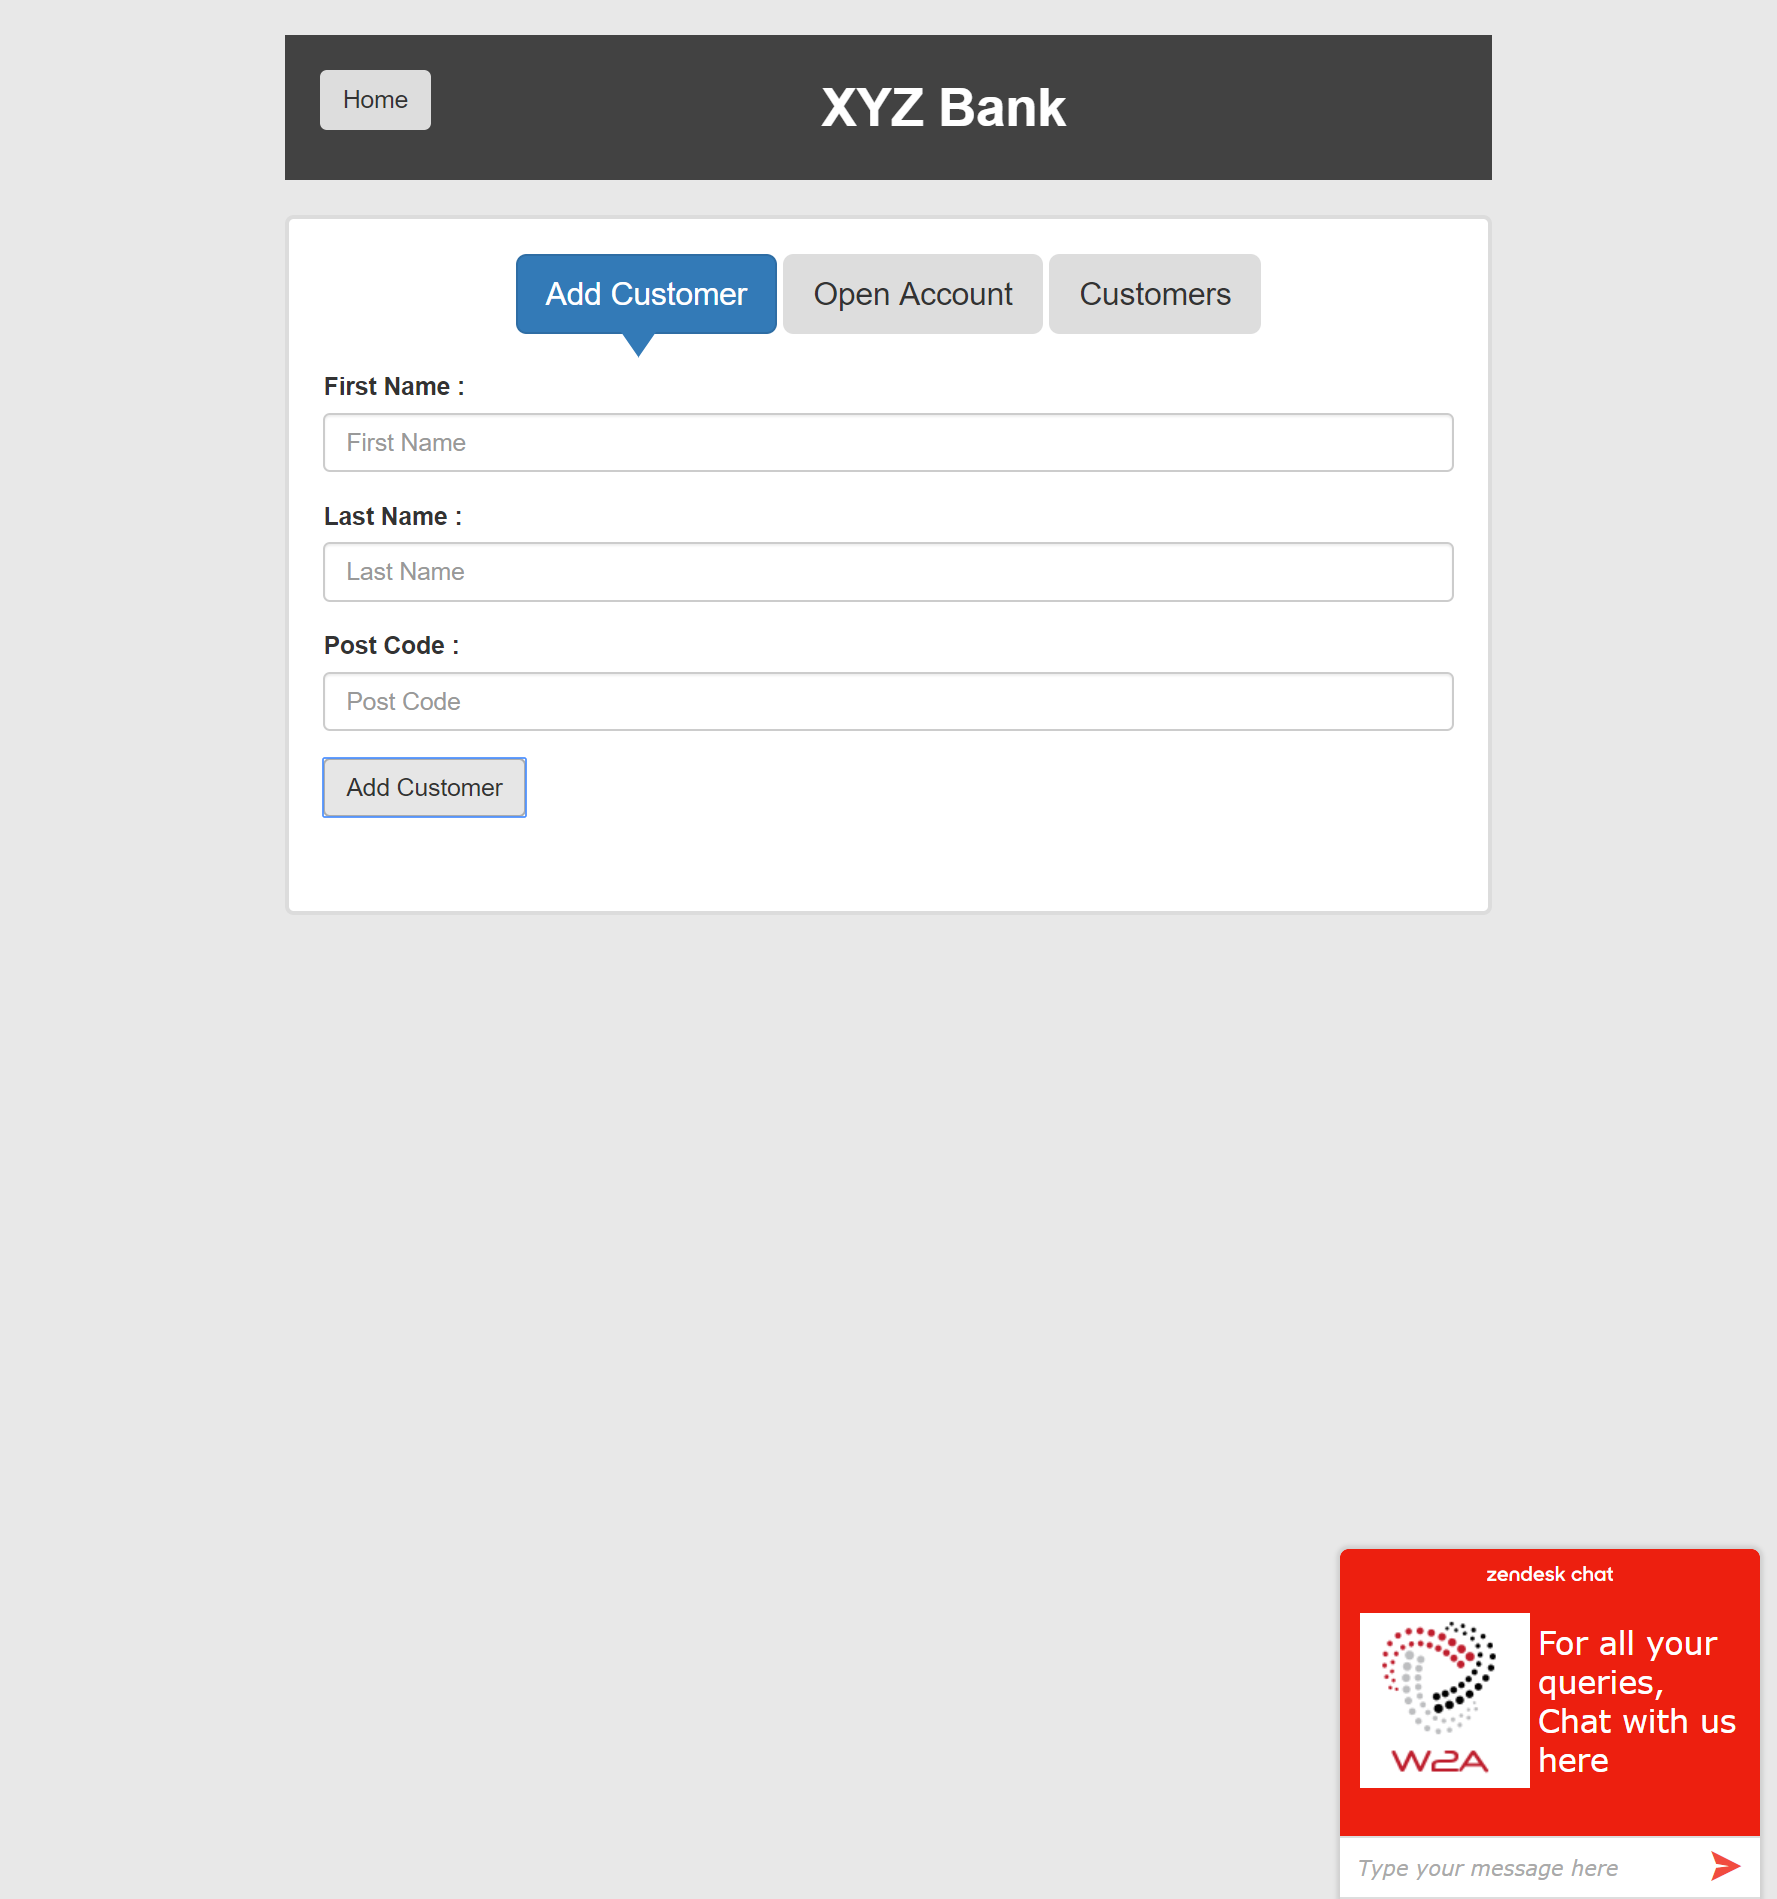 Home
XYZ Bank
Add Customer
Open Account
Customers
First Name :
First Name
Last Name :
Last Name
Post Code :
Post Code
Add Customer
zendesk chat
W2A
For all your
queries,
Chat with us
here
Type your message here